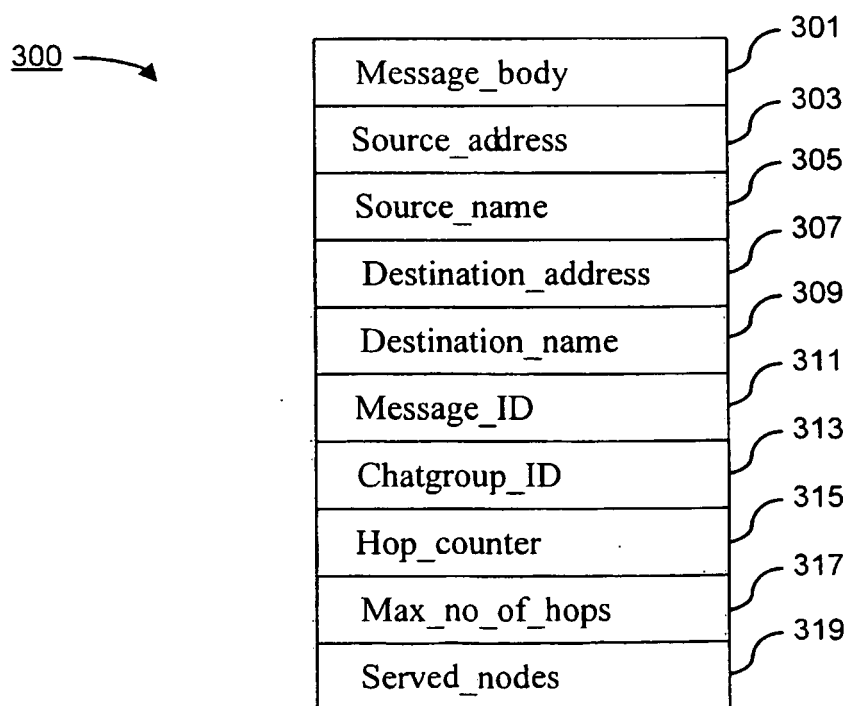 300
301
Message_body
303
Source_address
305
Source_name
307
Destination_address
309
Destination_name
311
Message_ID
313
Chatgroup_ID
315
Hop_counter
317
Max_no_of_hops
319
Served_nodes